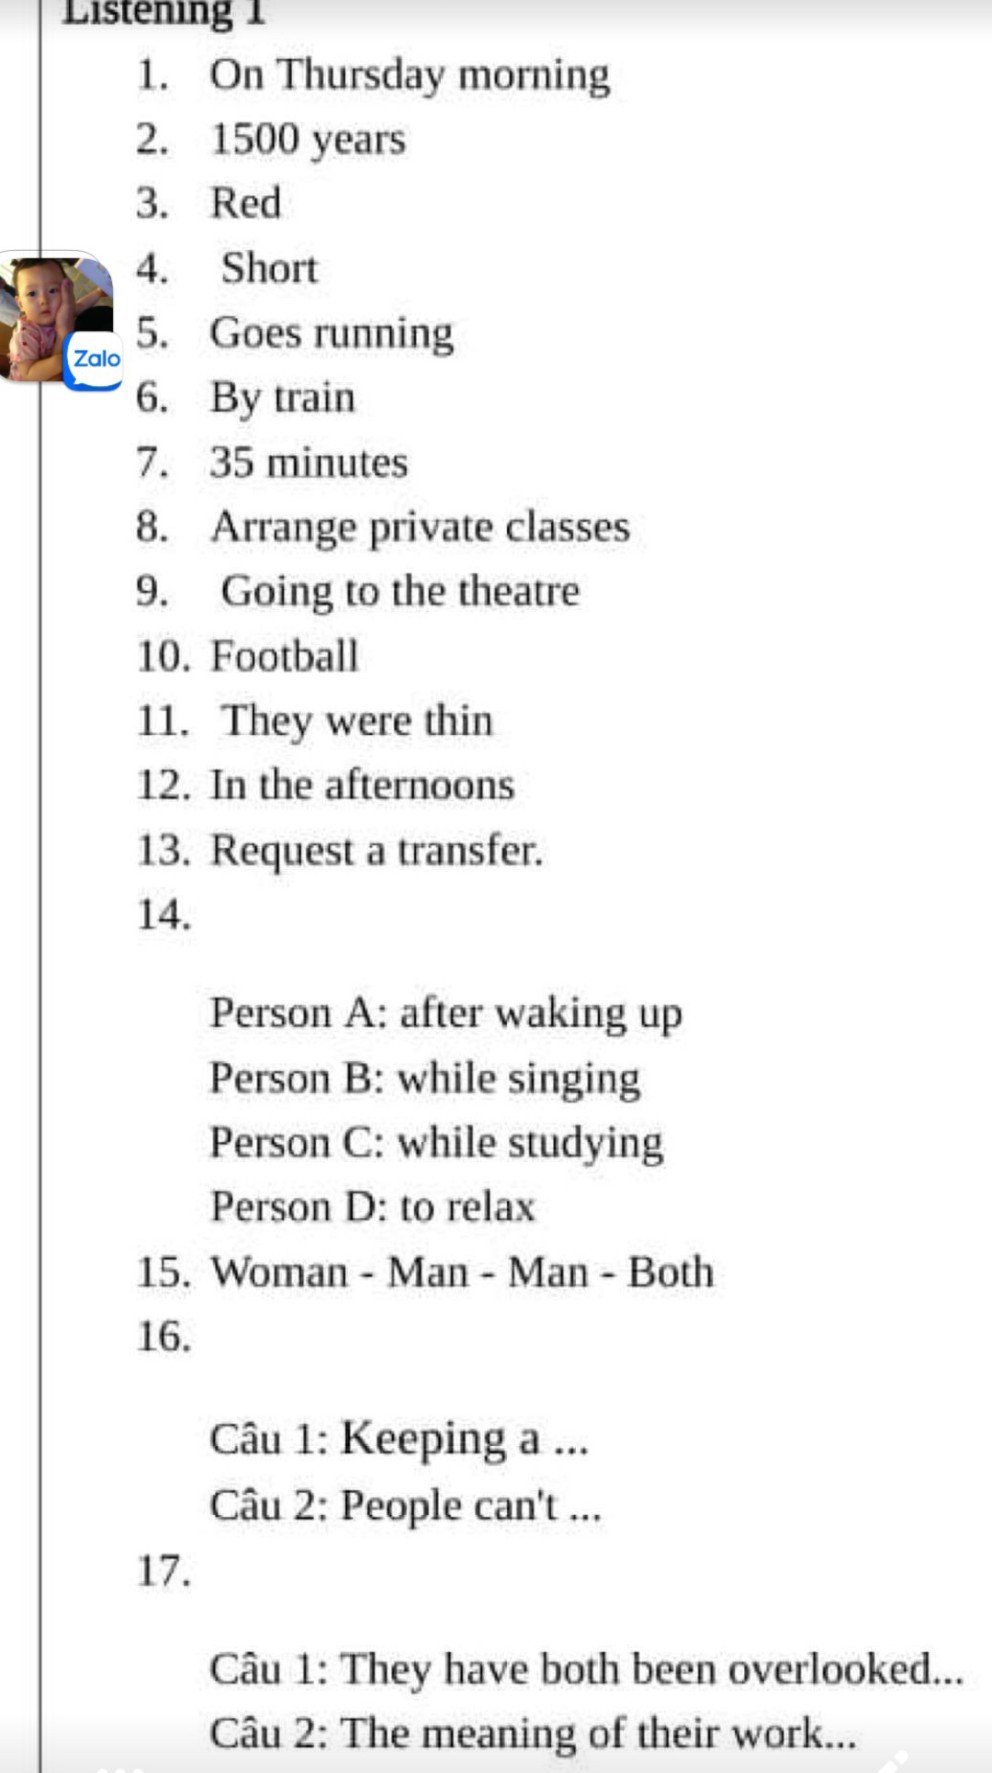 Listening 1
1. On Thursday morning
2. 1500 years
3. Red
4. Short
5. Goes running
Zalo
6. By train
7. 35 minutes
8. Arrange private classes
9. Going to the theatre
10. Football
11. They were thin
12. In the afternoons
13. Request a transfer.
14.
Person A: after waking up
Person B: while singing
Person C: while studying
Person D: to relax
15. Woman - Man - Man - Both
16.
Câu 1: Keeping a ...
Câu 2: People can't ...
17.
Câu 1: They have both been overlooked...
Câu 2: The meaning of their work...